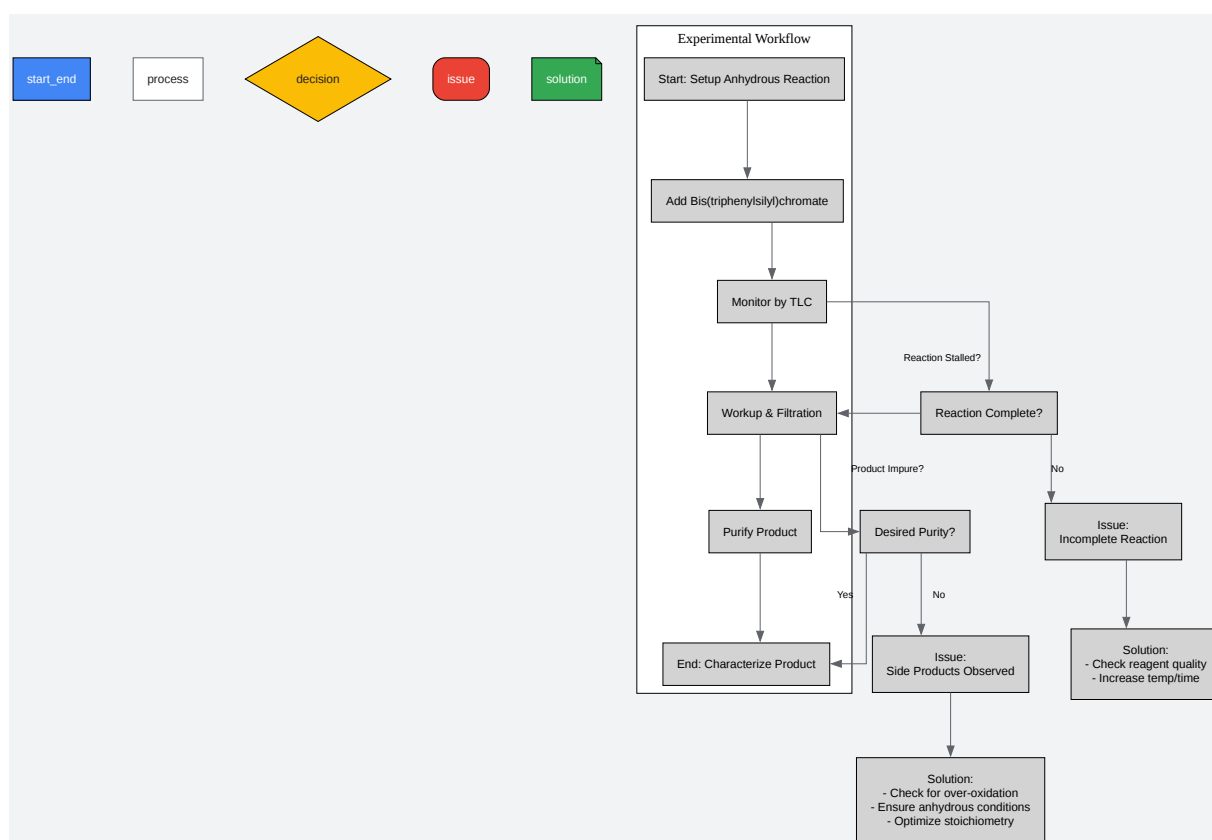 Experimental Workflow
start_end
process
decision
issue
solution
Start: Setup Anhydrous Reaction
Add Bis(triphenylsilyl)chromate
Monitor by TLC
Reaction Stalled?
Workup & Filtration
Reaction Complete?
Product Impure?
No
Purify Product
Desired Purity?
Issue:
Incomplete Reaction
Yes
No
End: Characterize Product
Issue:
Side Products Observed
Solution:
- Check reagent quality
- Increase temp/time
Solution:
- Check for over-oxidation
- Ensure anhydrous conditions
- Optimize stoichiometry